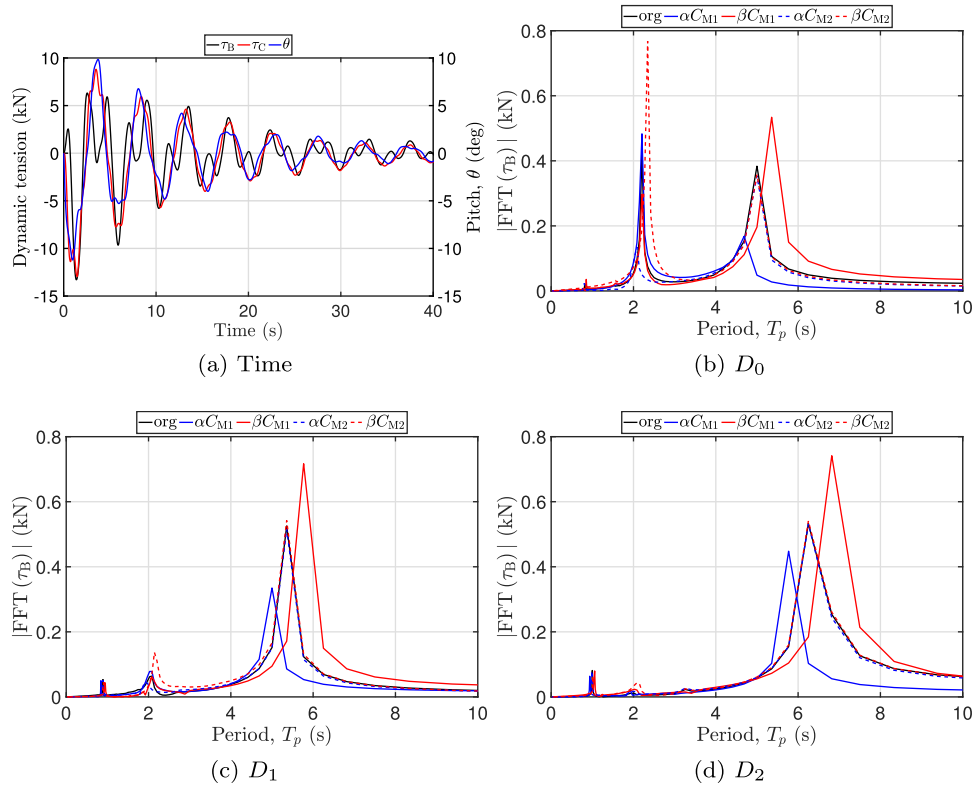 τB τC θ
Dynamic tension (kN)
10
5
0
-5
-10
-15
10
5
0
-5
-10
-15
Pitch, θ (deg)
0 10 20 30 40
Time (s)
(a) Time
org αCM1 βCM1 αCM2 βCM2
|FFT (τB) | (kN)
0.8
0.6
0.4
0.2
0
0 2 4 6 8 10
Period, Tp (s)
(b) D0
org αCM1 βCM1 αCM2 βCM2
|FFT (τB) | (kN)
0.8
0.6
0.4
0.2
0
0 2 4 6 8 10
Period, Tp (s)
(c) D1
org αCM1 βCM1 αCM2 βCM2
|FFT (τB) | (kN)
0.8
0.6
0.4
0.2
0
0 2 4 6 8 10
Period, Tp (s)
(d) D2